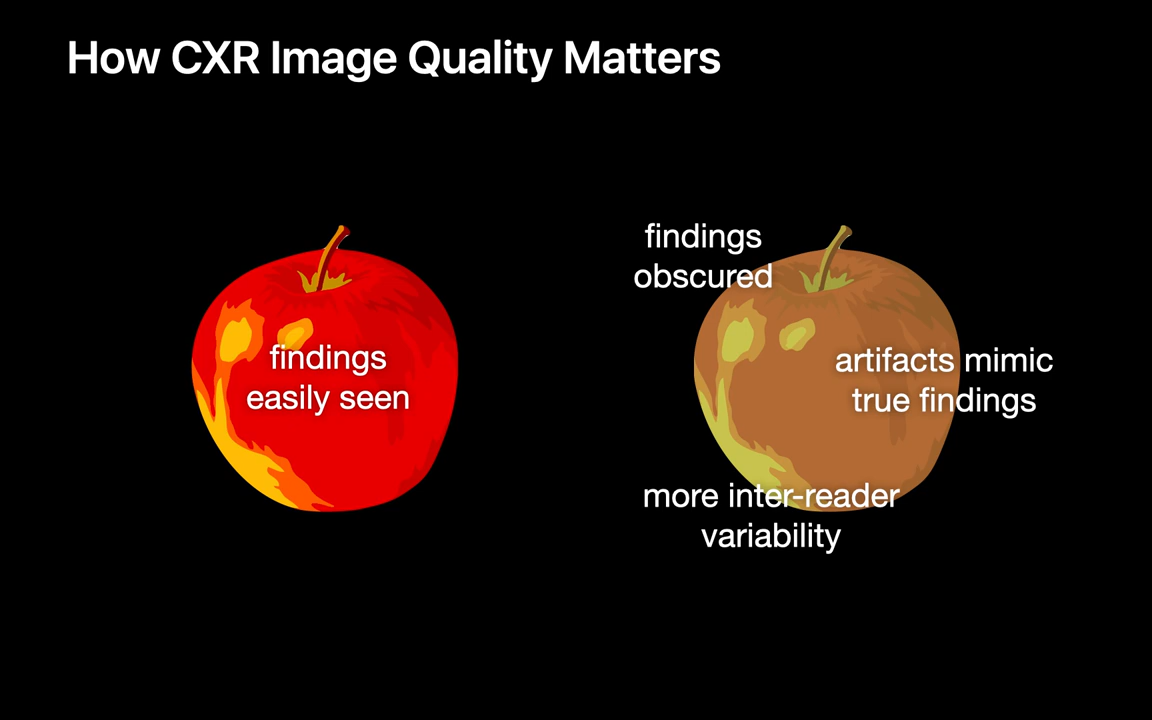 How CXR Image Quality Matters
findings
easily seen
findings
obscured
artifacts mimic
true findings
more inter-reader
variability